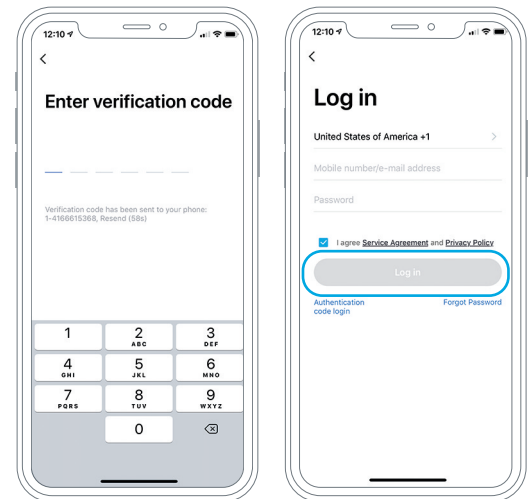 12:10
Enter verification code
Verification code has been sent to your phone:
1-4166615368, Resend (58s)
1
2
ABC
3
DEF
4
GHI
5
JKL
6
MNO
7
PQRS
8
TUV
9
WXYZ
0
12:10
Log in
United States of America +1
Mobile number/e-mail address
Password
I agree Service Agreement and Privacy Policy
Log in
Authentication
code login
Forgot Password